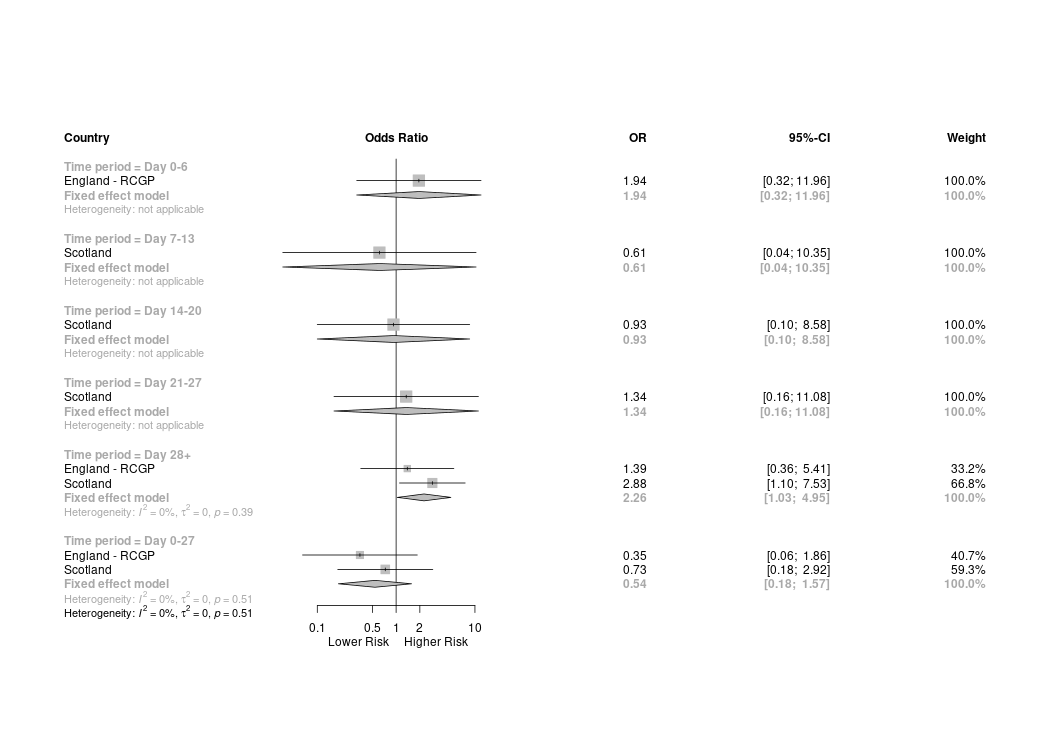 Country Odds Ratio OR 95%-CI Weight
Time period = Day 0-6
England - RCGP 1.94 [0.32; 11.96] 100.0%
Fixed effect model 1.94 [0.32; 11.96] 100.0%
Heterogeneity: not applicable
Time period = Day 7-13
Scotland 0.61 [0.04; 10.35] 100.0%
Fixed effect model 0.61 [0.04; 10.35] 100.0%
Heterogeneity: not applicable
Time period = Day 14-20
Scotland 0.93 [0.10; 8.58] 100.0%
Fixed effect model 0.93 [0.10; 8.58] 100.0%
Heterogeneity: not applicable
Time period = Day 21-27
Scotland 1.34 [0.16; 11.08] 100.0%
Fixed effect model 1.34 [0.16; 11.08] 100.0%
Heterogeneity: not applicable
Time period = Day 28+
England - RCGP 1.39 [0.36; 5.41] 33.2%
Scotland 2.88 [1.10; 7.53] 66.8%
Fixed effect model 2.26 [1.03; 4.95] 100.0%
Heterogeneity: I² = 0%, τ² = 0, p = 0.39
Time period = Day 0-27
England - RCGP 0.35 [0.06; 1.86] 40.7%
Scotland 0.73 [0.18; 2.92] 59.3%
Fixed effect model 0.54 [0.18; 1.57] 100.0%
Heterogeneity: I² = 0%, τ² = 0, p = 0.51
Heterogeneity: I² = 0%, τ² = 0, p = 0.51
0.1 0.5 1 2 10
Lower Risk Higher Risk